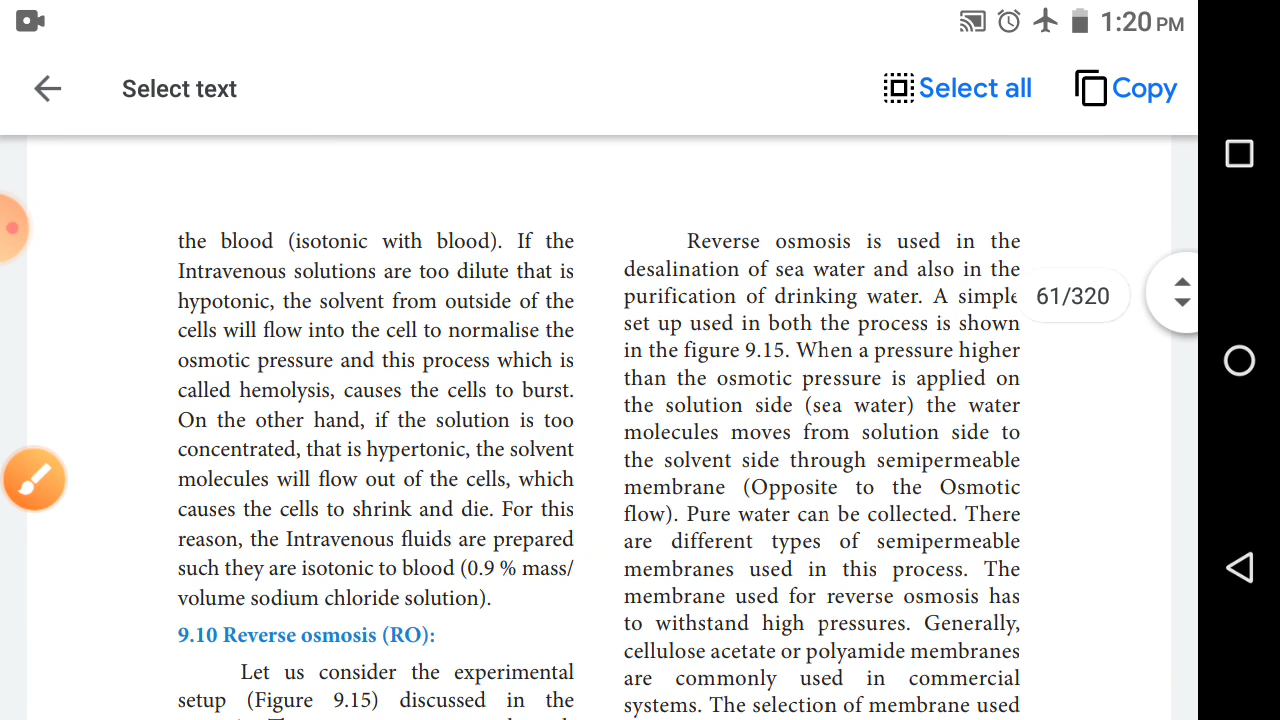 1:20 PM
Select text
Select all
Copy
the blood (isotonic with blood). If the
Intravenous solutions are too dilute that is
hypotonic, the solvent from outside of the
cells will flow into the cell to normalise the
osmotic pressure and this process which is
called hemolysis, causes the cells to burst.
On the other hand, if the solution is too
concentrated, that is hypertonic, the solvent
molecules will flow out of the cells, which
causes the cells to shrink and die. For this
reason, the Intravenous fluids are prepared
such they are isotonic to blood (0.9 % mass/
volume sodium chloride solution).
9.10 Reverse osmosis (RO):
Let us consider the experimental
setup (Figure 9.15) discussed in the
Reverse osmosis is used in the
desalination of sea water and also in the
purification of drinking water. A simple
set up used in both the process is shown
in the figure 9.15. When a pressure higher
than the osmotic pressure is applied on
the solution side (sea water) the water
molecules moves from solution side to
the solvent side through semipermeable
membrane (Opposite to the Osmotic
flow). Pure water can be collected. There
are different types of semipermeable
membranes used in this process. The
membrane used for reverse osmosis has
to withstand high pressures. Generally,
cellulose acetate or polyamide membranes
are commonly used in commercial
systems. The selection of membrane used
61/320